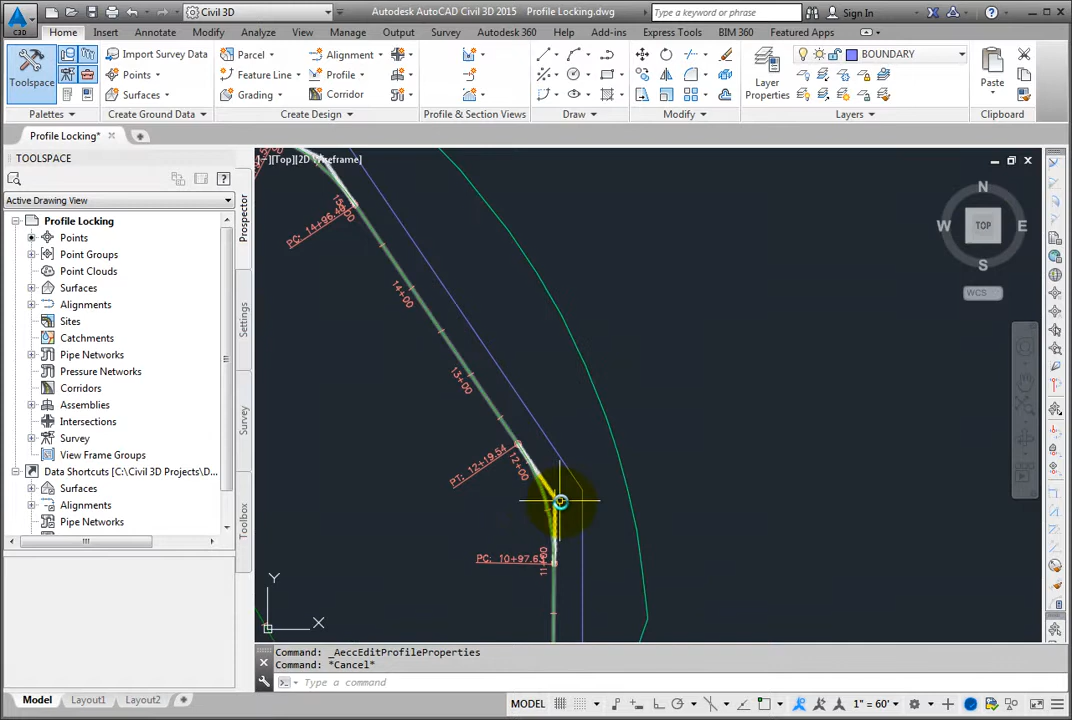 C3D
Civil 3D
Autodesk AutoCAD Civil 3D 2015 Profile Locking.dwg
Type a keyword or phrase
Sign In
Home Insert Annotate Modify Analyze View Manage Output Survey Autodesk 360 Help Add-ins Express Tools BIM 360 Featured Apps
Toolspace
Import Survey Data
Points
Surfaces
Parcel
Feature Line
Grading
Alignment
Profile
Corridor
Layer
Properties
BOUNDARY
Paste
Palettes
Create Ground Data
Create Design
Profile & Section Views
Draw
Modify
Layers
Clipboard
Profile Locking*
TOOLSPACE
Active Drawing View
Profile Locking
Points
Point Groups
Point Clouds
Surfaces
Alignments
Sites
Catchments
Pipe Networks
Pressure Networks
Corridors
Assemblies
Intersections
Survey
View Frame Groups
Data Shortcuts [C:\Civil 3D Projects\D...
Surfaces
Alignments
Pipe Networks
Prospector
Settings
Survey
Toolbox
[−][Top][2D Wireframe]
PC: 14+96.46
14+00
13+00
PT: 12+19.54
12+00
PC: 10+97.63
11+00
Y
X
N
W
TOP
E
S
WCS
Command: _AeccEditProfileProperties
Command: *Cancel*
Type a command
Model Layout1 Layout2
MODEL
1" = 60'